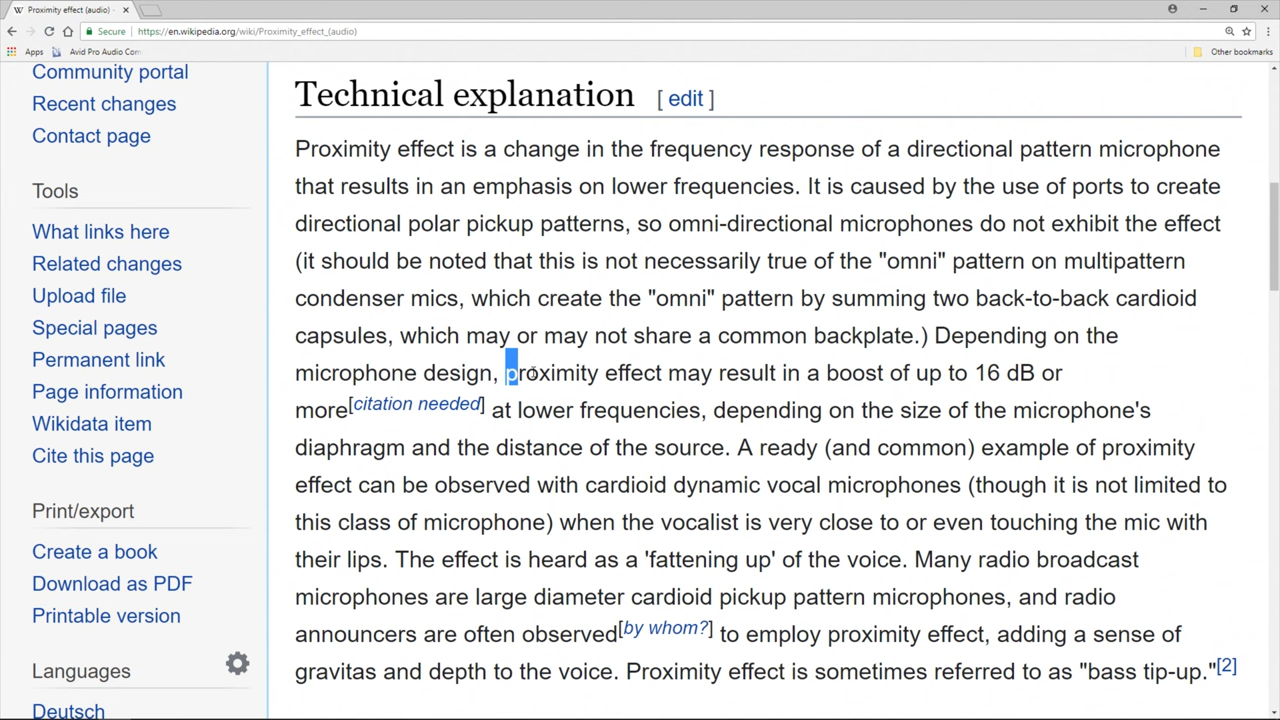 Proximity effect (audio)
Secure
https://en.wikipedia.org/wiki/Proximity_effect_(audio)
Apps
Avid Pro Audio Com
Other bookmarks
Community portal
Recent changes
Contact page
Tools
What links here
Related changes
Upload file
Special pages
Permanent link
Page information
Wikidata item
Cite this page
Print/export
Create a book
Download as PDF
Printable version
Languages
Deutsch
Technical explanation [ edit ]
Proximity effect is a change in the frequency response of a directional pattern microphone
that results in an emphasis on lower frequencies. It is caused by the use of ports to create
directional polar pickup patterns, so omni-directional microphones do not exhibit the effect
(it should be noted that this is not necessarily true of the "omni" pattern on multipattern
condenser mics, which create the "omni" pattern by summing two back-to-back cardioid
capsules, which may or may not share a common backplate.) Depending on the
microphone design, proximity effect may result in a boost of up to 16 dB or
more[citation needed] at lower frequencies, depending on the size of the microphone's
diaphragm and the distance of the source. A ready (and common) example of proximity
effect can be observed with cardioid dynamic vocal microphones (though it is not limited to
this class of microphone) when the vocalist is very close to or even touching the mic with
their lips. The effect is heard as a 'fattening up' of the voice. Many radio broadcast
microphones are large diameter cardioid pickup pattern microphones, and radio
announcers are often observed[by whom?] to employ proximity effect, adding a sense of
gravitas and depth to the voice. Proximity effect is sometimes referred to as "bass tip-up."[2]